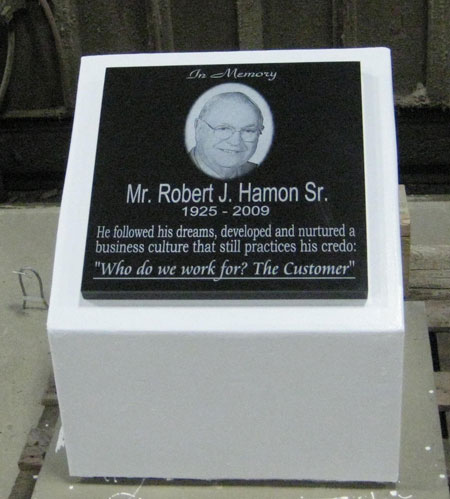 In Memory
Mr. Robert J. Hamon Sr.
1925 - 2009
He followed his dreams, developed and nurtured a
business culture that still practices his credo:
"Who do we work for? The Customer"